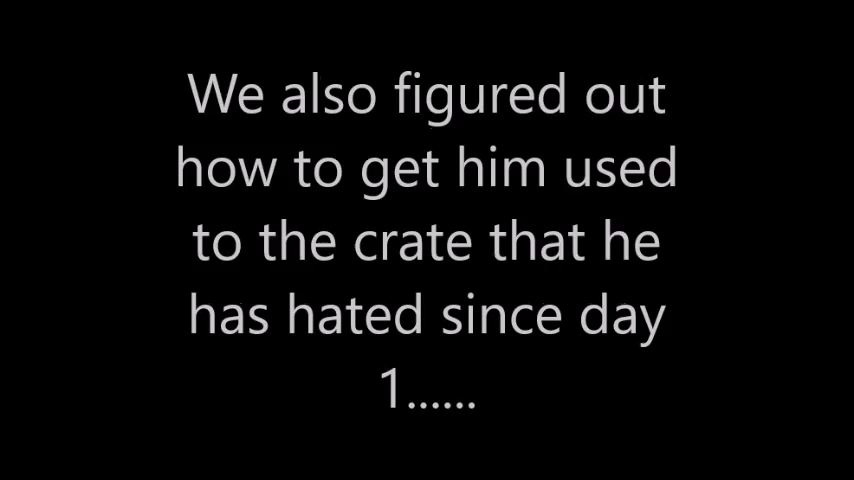 We also figured out
how to get him used
to the crate that he
has hated since day
1......